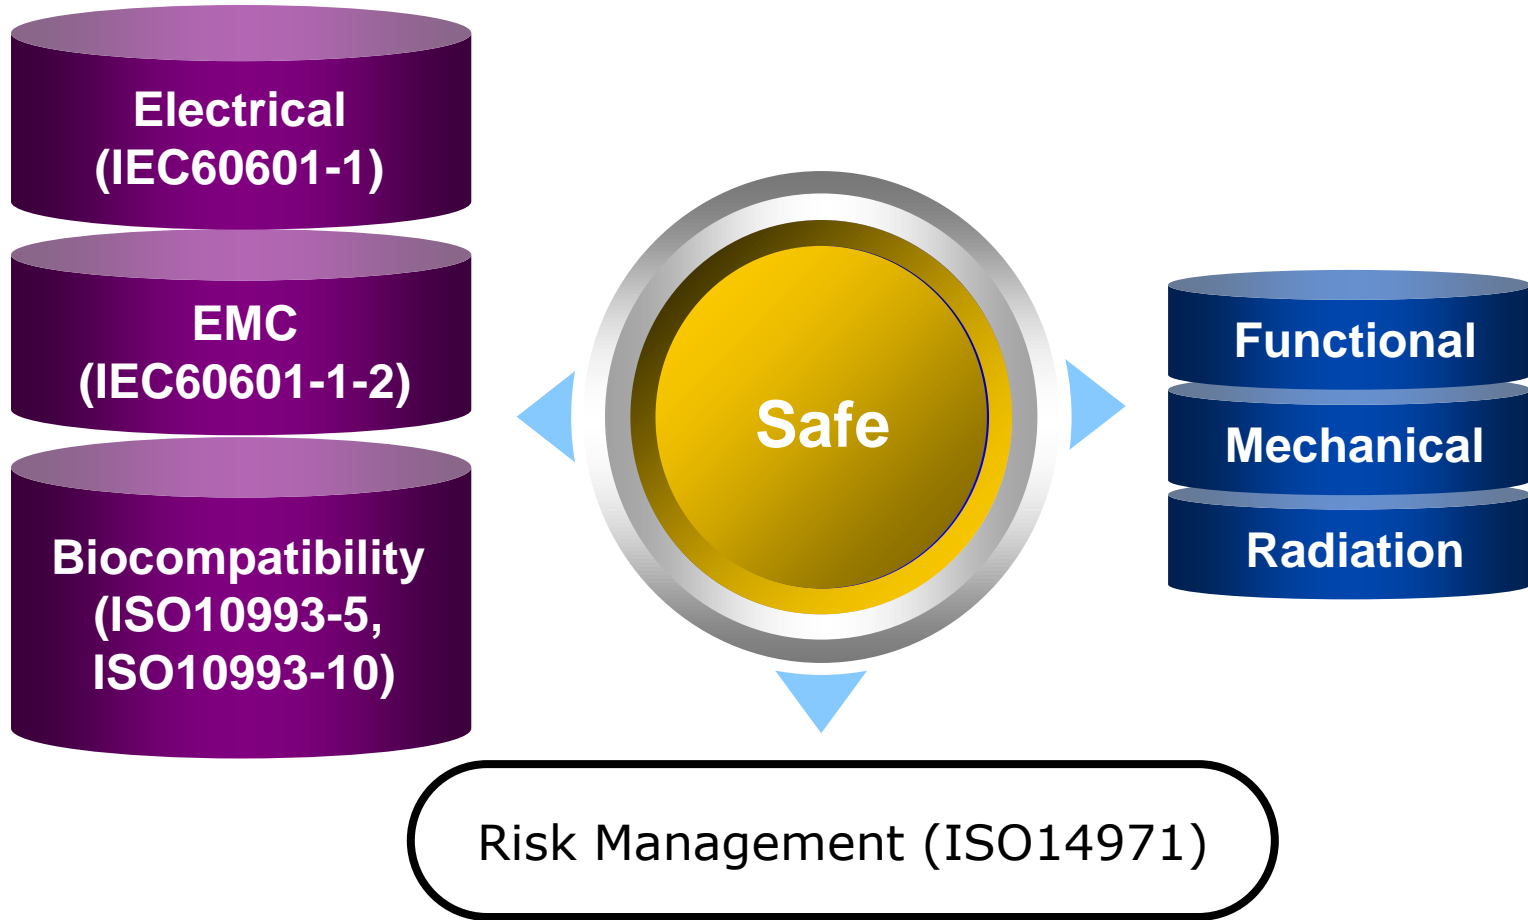 Electrical
(IEC60601-1)
EMC
(IEC60601-1-2)
Biocompatibility
(ISO10993-5,
ISO10993-10)
Safe
Functional
Mechanical
Radiation
Risk Management (ISO14971)